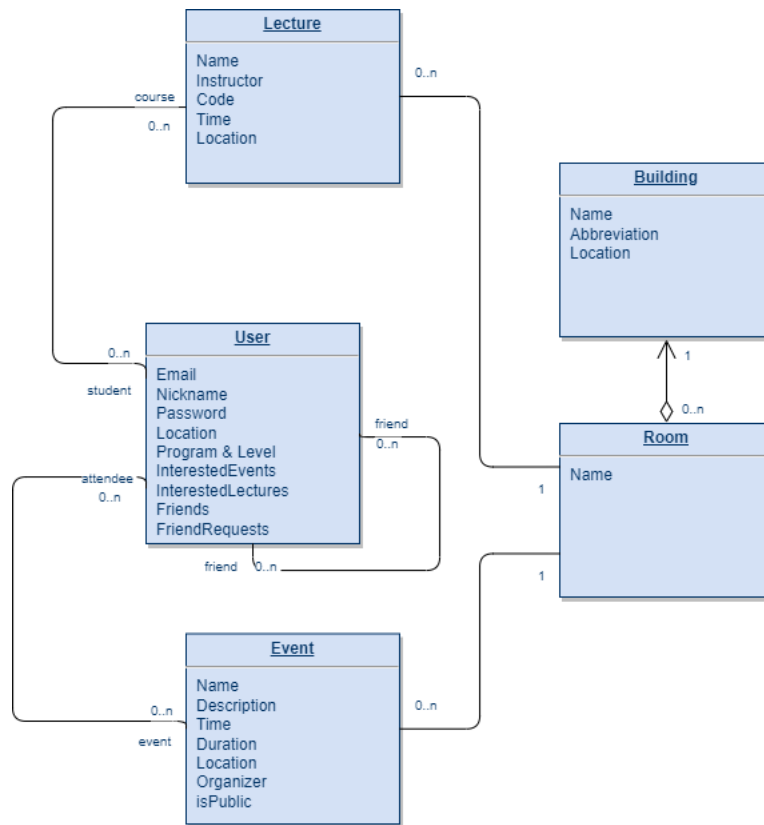 Lecture
Name
Instructor
Code
Time
Location
0..n
course
0..n
Building
Name
Abbreviation
Location
1
0..n
User
Email
Nickname
Password
Location
Program & Level
InterestedEvents
InterestedLectures
Friends
FriendRequests
0..n
student
friend
0..n
attendee
0..n
friend
0..n
Room
Name
1
1
Event
Name
Description
Time
Duration
Location
Organizer
isPublic
0..n
0..n
event